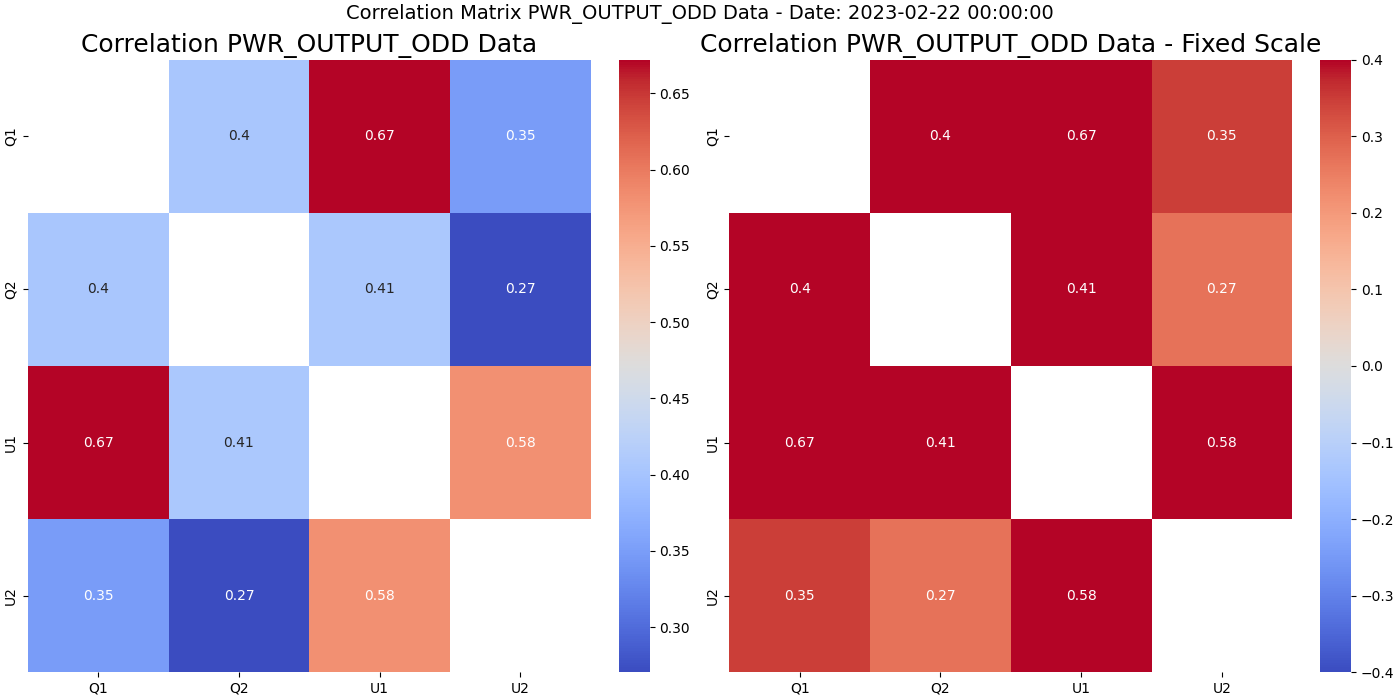 Correlation Matrix PWR_OUTPUT_ODD Data - Date: 2023-02-22 00:00:00
Correlation PWR_OUTPUT_ODD Data
Q1
0.4
0.67
0.35
Q2
0.4
0.41
0.27
U1
0.67
0.41
0.58
U2
0.35
0.27
0.58
Q1
Q2
U1
U2
0.65
0.60
0.55
0.50
0.45
0.40
0.35
0.30
Correlation PWR_OUTPUT_ODD Data - Fixed Scale
Q1
0.4
0.67
0.35
Q2
0.4
0.41
0.27
U1
0.67
0.41
0.58
U2
0.35
0.27
0.58
Q1
Q2
U1
U2
0.4
0.3
0.2
0.1
0.0
−0.1
−0.2
−0.3
−0.4